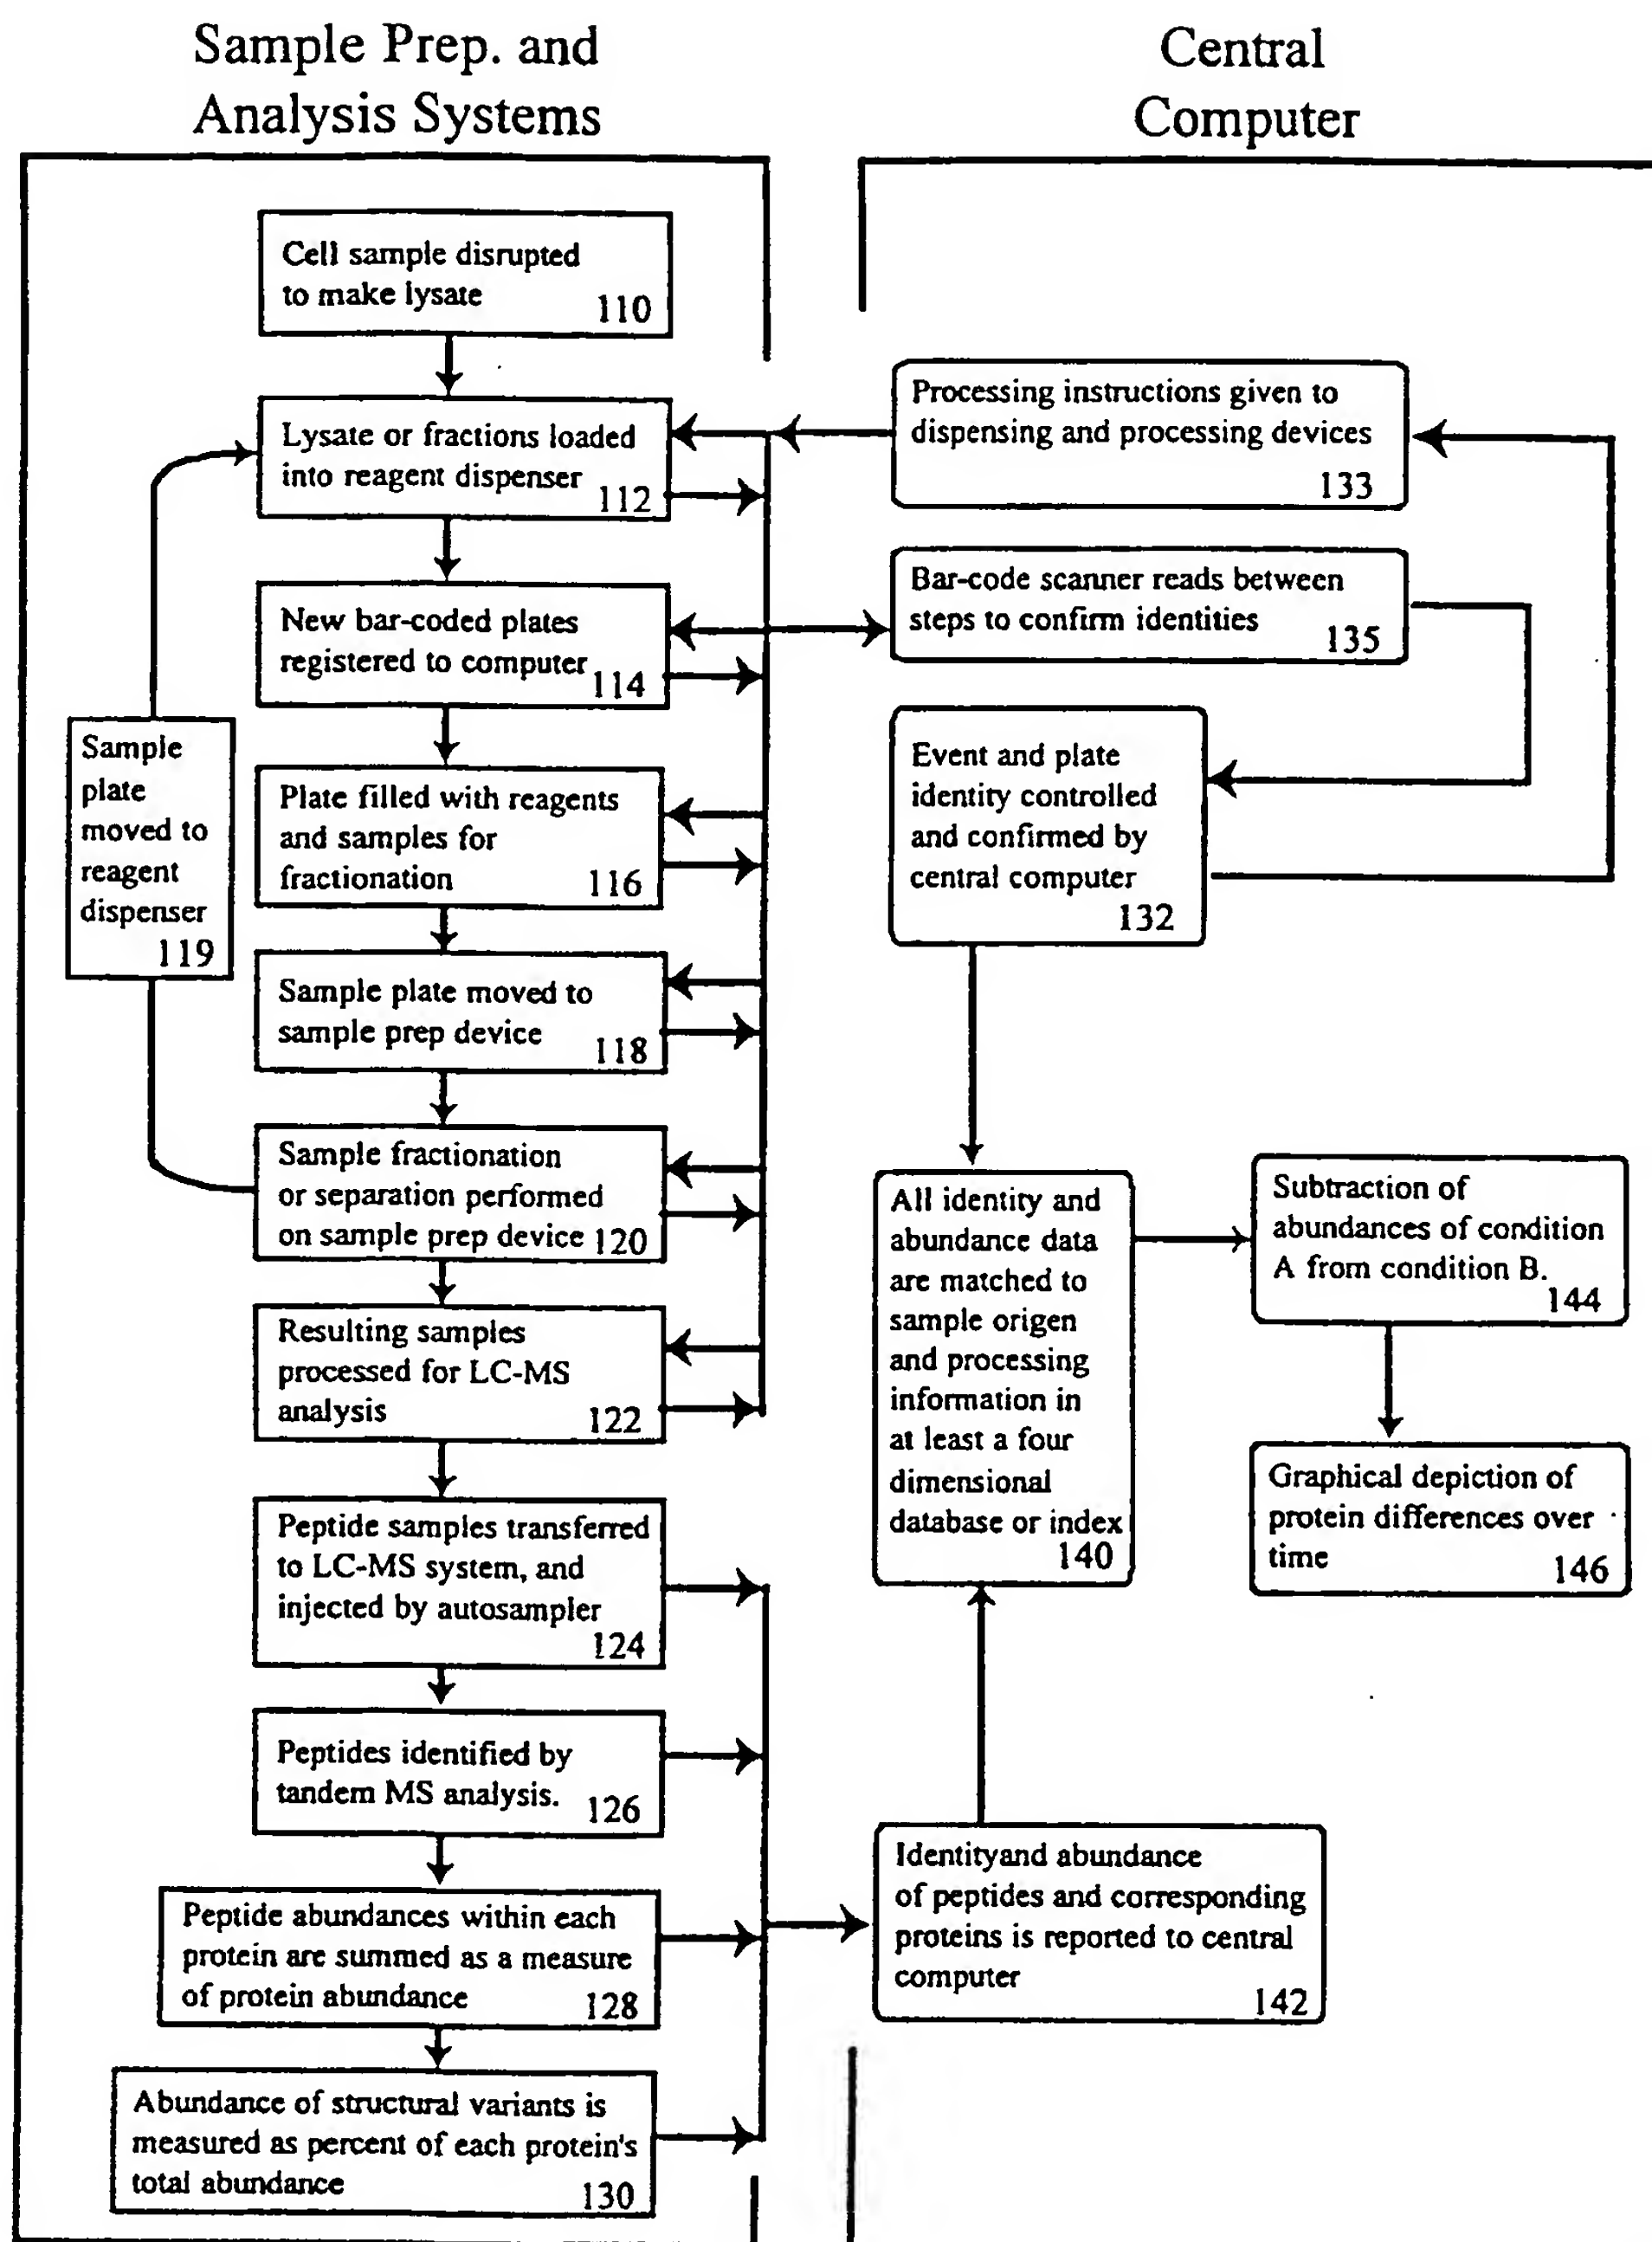 Sample Prep. and
Analysis Systems
Central
Computer
Cell sample disrupted
to make lysate
110
Lysate or fractions loaded
into reagent dispenser
112
New bar-coded plates
registered to computer
114
Plate filled with reagents
and samples for
fractionation
116
Sample plate moved to
sample prep device
118
Sample
plate
moved to
reagent
dispenser
119
Sample fractionation
or separation performed
on sample prep device 120
Resulting samples
processed for LC-MS
analysis
122
Peptide samples transferred
to LC-MS system, and
injected by autosampler
124
Peptides identified by
tandem MS analysis.
126
Peptide abundances within each
protein are summed as a measure
of protein abundance
128
Abundance of structural variants is
measured as percent of each protein's
total abundance
130
Processing instructions given to
dispensing and processing devices
133
Bar-code scanner reads between
steps to confirm identities
135
Event and plate
identity controlled
and confirmed by
central computer
132
All identity and
abundance data
are matched to
sample origen
and processing
information in
at least a four
dimensional
database or index
140
Subtraction of
abundances of condition
A from condition B.
144
Graphical depiction of
protein differences over
time
146
Identityand abundance
of peptides and corresponding
proteins is reported to central
computer
142